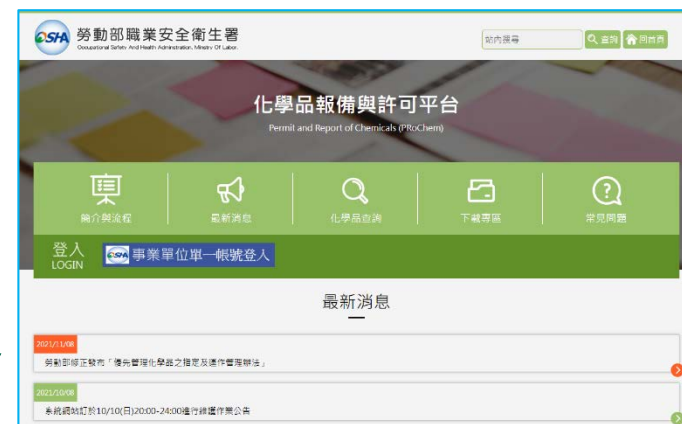 OSHA 勞動部職業安全衛生署
Occupational Safety And Health Administration, Ministry Of Labor
站內搜尋
查詢
回首頁
化學品報備與許可平台
Permit and Report of Chemicals (PRoChem)
簡介與流程
最新消息
化學品查詢
下載專區
常見問題
登入
LOGIN
OSHA 事業單位單一帳號登入
最新消息
2021/11/08
勞動部修正發布「優先管理化學品之指定及運作管理辦法」
2021/10/08
系統網站訂於10/10(日)20:00-24:00進行維護作業公告